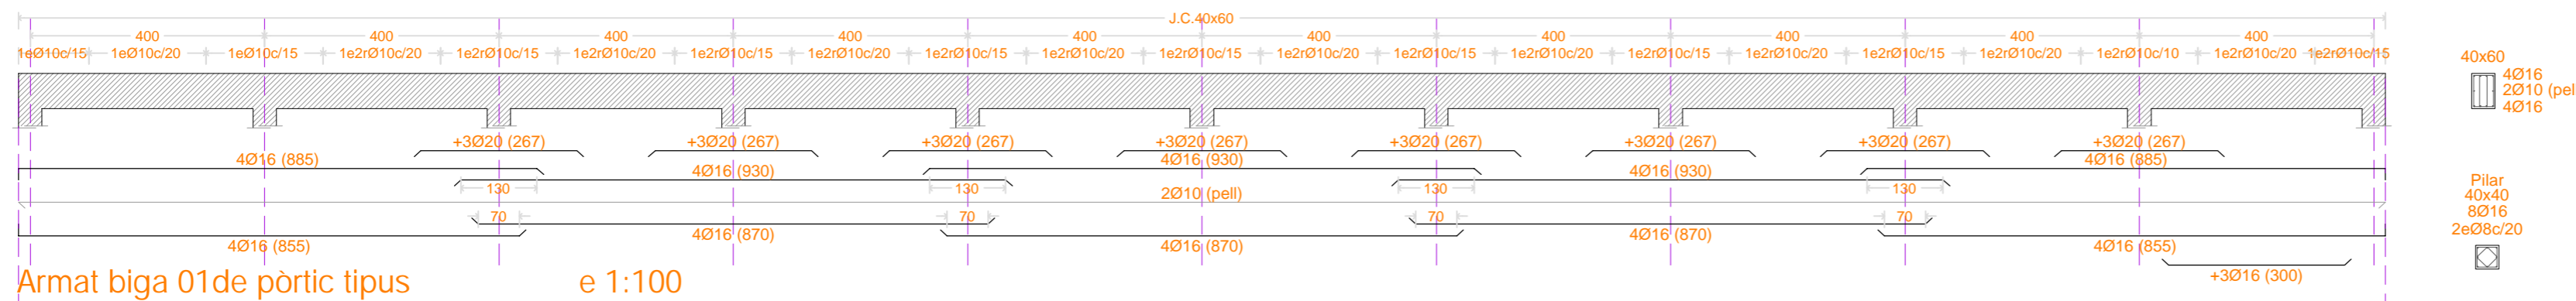 J.C.40x60
400 400 400 400 400 400 400 400 400 400
1eØ10c/15 1eØ10c/20 1eØ10c/15 1e2rØ10c/20 1e2rØ10c/15 1e2rØ10c/20 1e2rØ10c/15 1e2rØ10c/20 1e2rØ10c/15 1e2rØ10c/20 1e2rØ10c/15 1e2rØ10c/20 1e2rØ10c/15 1e2rØ10c/20 1e2rØ10c/15 1e2rØ10c/20 1e2rØ10c/15 1e2rØ10c/20 1e2rØ10c/10 1e2rØ10c/20 1e2rØ10c/15
+3Ø20 (267) +3Ø20 (267) +3Ø20 (267) +3Ø20 (267) +3Ø20 (267) +3Ø20 (267) +3Ø20 (267) +3Ø20 (267)
4Ø16 (885) 4Ø16 (930) 4Ø16 (885)
4Ø16 (930) 4Ø16 (930)
130 130 130 130
2Ø10 (pell)
70 70 70 70
4Ø16 (870) 4Ø16 (870)
4Ø16 (855) 4Ø16 (870) 4Ø16 (855)
+3Ø16 (300)
Armat biga 01de pòrtic tipus e 1:100
40x60
4Ø16
2Ø10 (pel
4Ø16
Pilar
40x40
8Ø16
2eØ8c/20